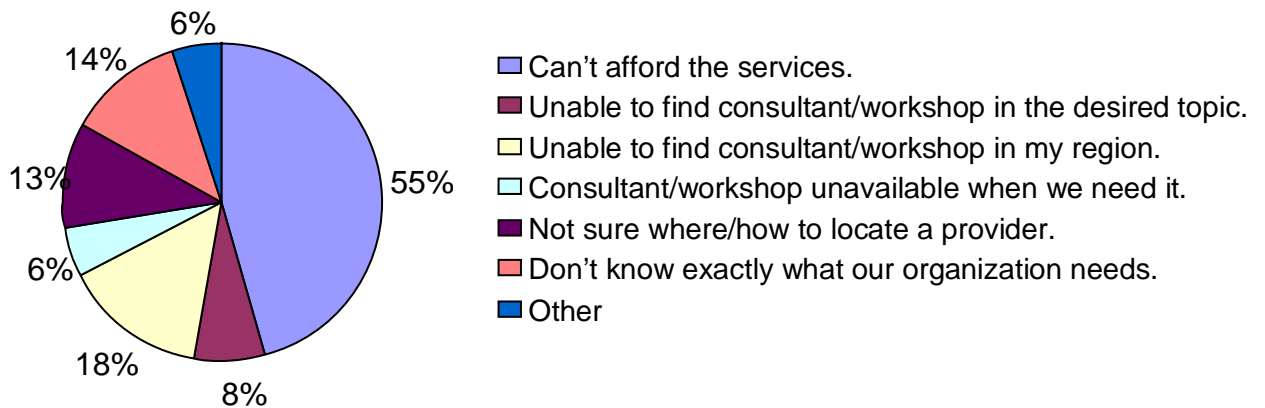 6%
14%
13%
55%
6%
18%
8%
Can't afford the services.
Unable to find consultant/workshop in the desired topic.
Unable to find consultant/workshop in my region.
Consultant/workshop unavailable when we need it.
Not sure where/how to locate a provider.
Don't know exactly what our organization needs.
Other